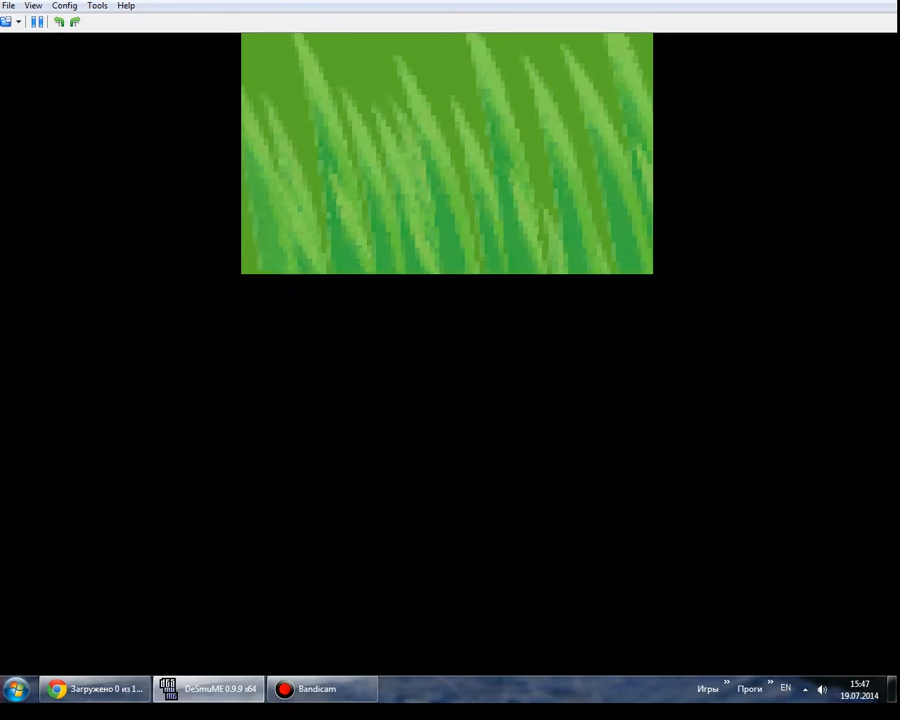 File View Config Tools Help
Загружено 0 из 1... DeSmuME 0.9.9 x64 Bandicam Игры » Проги » EN 15:47
19.07.2014